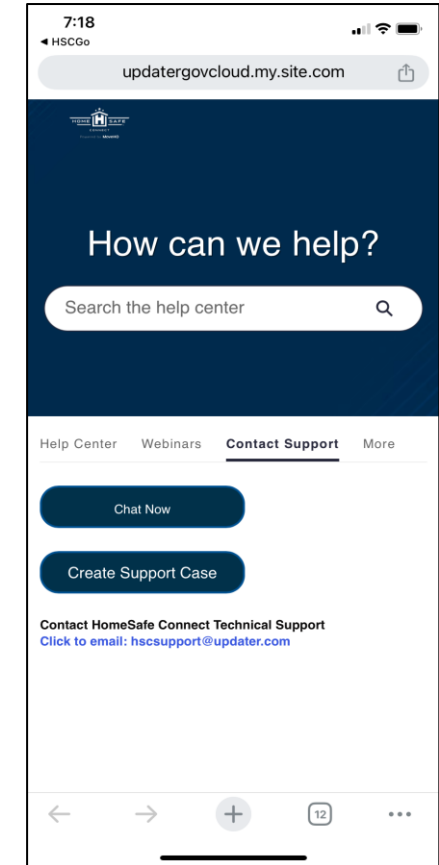 7:18
◀ HSCGo
updatergovcloud.my.site.com
HOME H SAFE
CONNECT
How can we help?
Search the help center
Help Center Webinars Contact Support More
Chat Now
Create Support Case
Contact HomeSafe Connect Technical Support
Click to email: hscsupport@updater.com
12